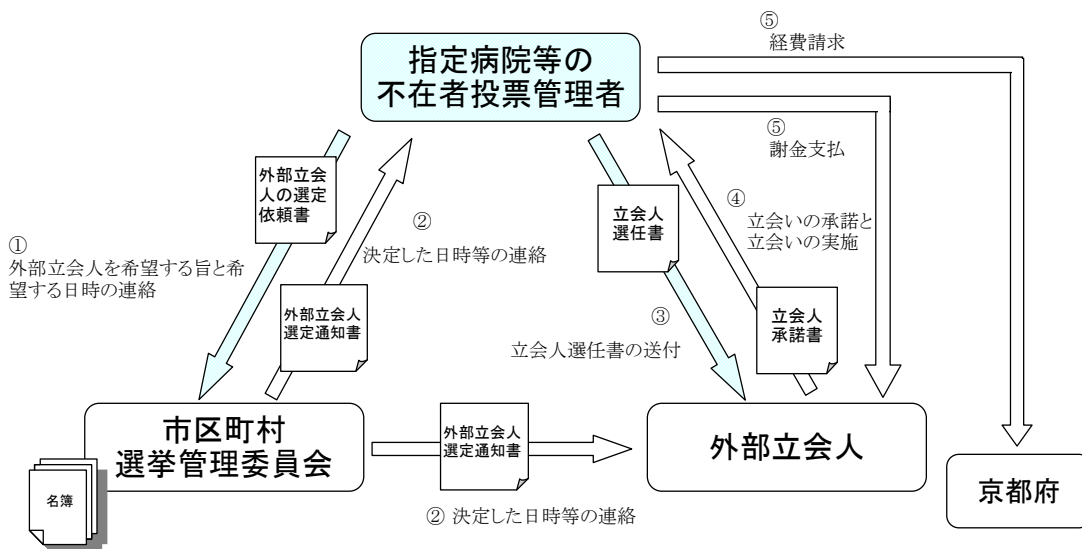 ⑤
経費請求
指定病院等の
不在者投票管理者
⑤
謝金支払
外部立会
人の選定
依頼書
②
決定した日時等の連絡
立会人
選任書
④
立会いの承諾と
立会いの実施
①
外部立会人を希望する旨と希
望する日時の連絡
外部立会人
選定通知書
③
立会人選任書の送付
立会人
承諾書
市区町村
選挙管理委員会
名簿
外部立会人
選定通知書
② 決定した日時等の連絡
外部立会人
京都府